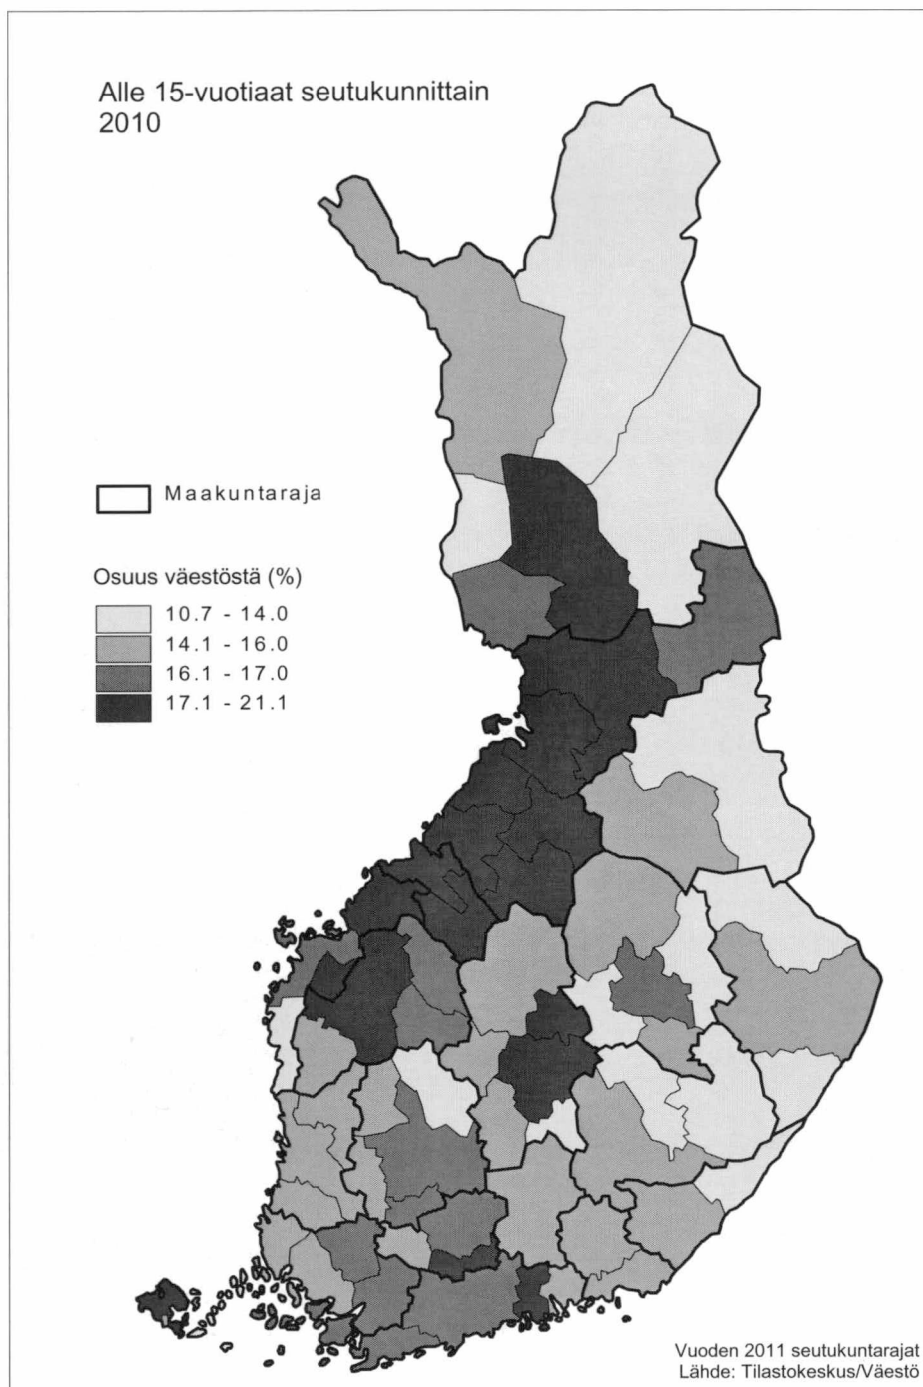 Alle 15-vuotiaat seutukunnittain
2010
Maakuntaraja
Osuus väestöstä (%)
10.7 - 14.0
14.1 - 16.0
16.1 - 17.0
17.1 - 21.1
Vuoden 2011 seutukuntarajat
Lähde: Tilastokeskus/Väestö